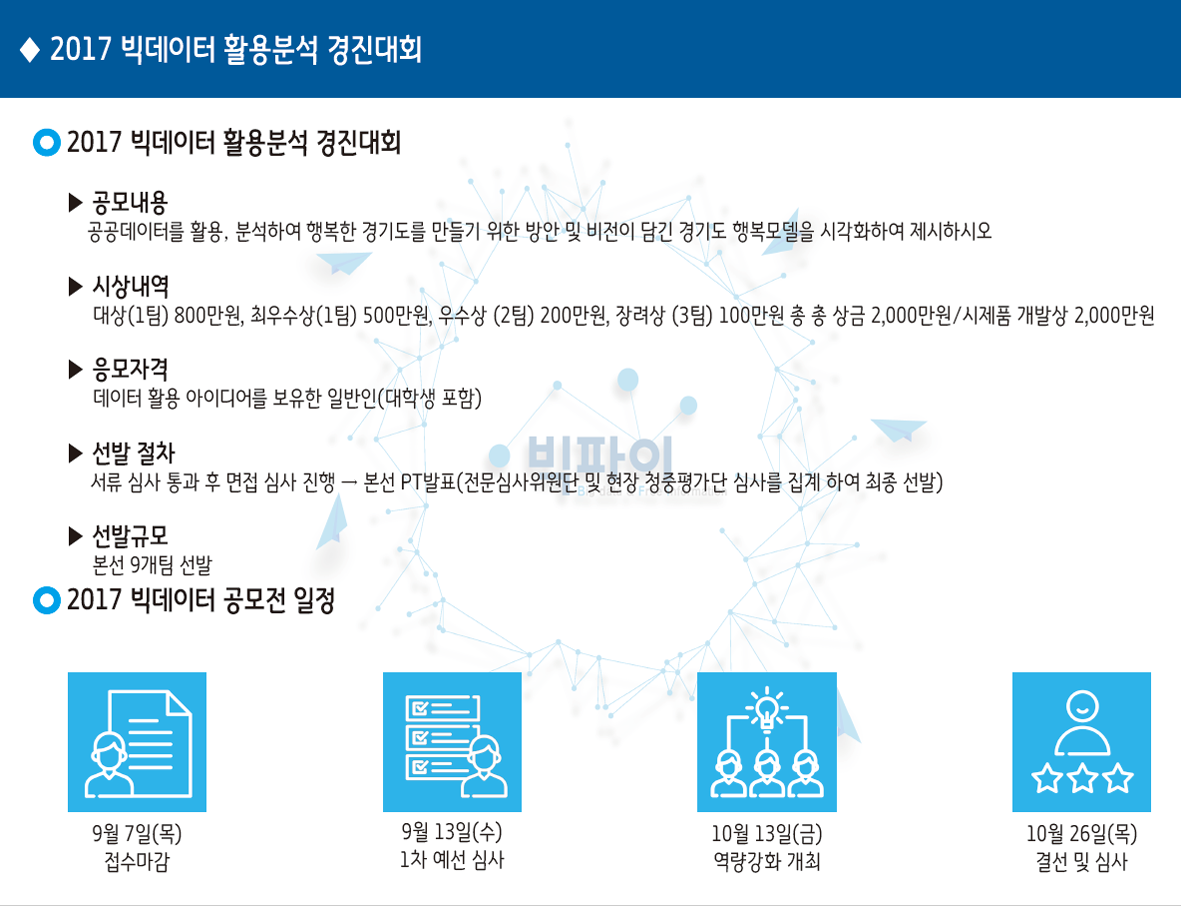 ◆ 2017 빅데이터 활용분석 경진대회
2017 빅데이터 활용분석 경진대회
▶ 공모내용
공공데이터를 활용, 분석하여 행복한 경기도를 만들기 위한 방안 및 비전이 담긴 경기도 행복모델을 시각화하여 제시하시오
▶ 시상내역
대상(1팀) 800만원, 최우수상(1팀) 500만원, 우수상 (2팀) 200만원, 장려상 (3팀) 100만원 총 총 상금 2,000만원/시제품 개발상 2,000만원
▶ 응모자격
데이터 활용 아이디어를 보유한 일반인(대학생 포함)
빅파이
▶ 선발 절차
서류 심사 통과 후 면접 심사 진행 → 본선 PT발표(전문심사위원단 및 현장 청중평가단 심사를 집계 하여 최종 선발)
▶ 선발규모
본선 9개팀 선발
2017 빅데이터 공모전 일정
9월 7일(목)
접수마감
9월 13일(수)
1차 예선 심사
10월 13일(금)
역량강화 개최
10월 26일(목)
결선 및 심사